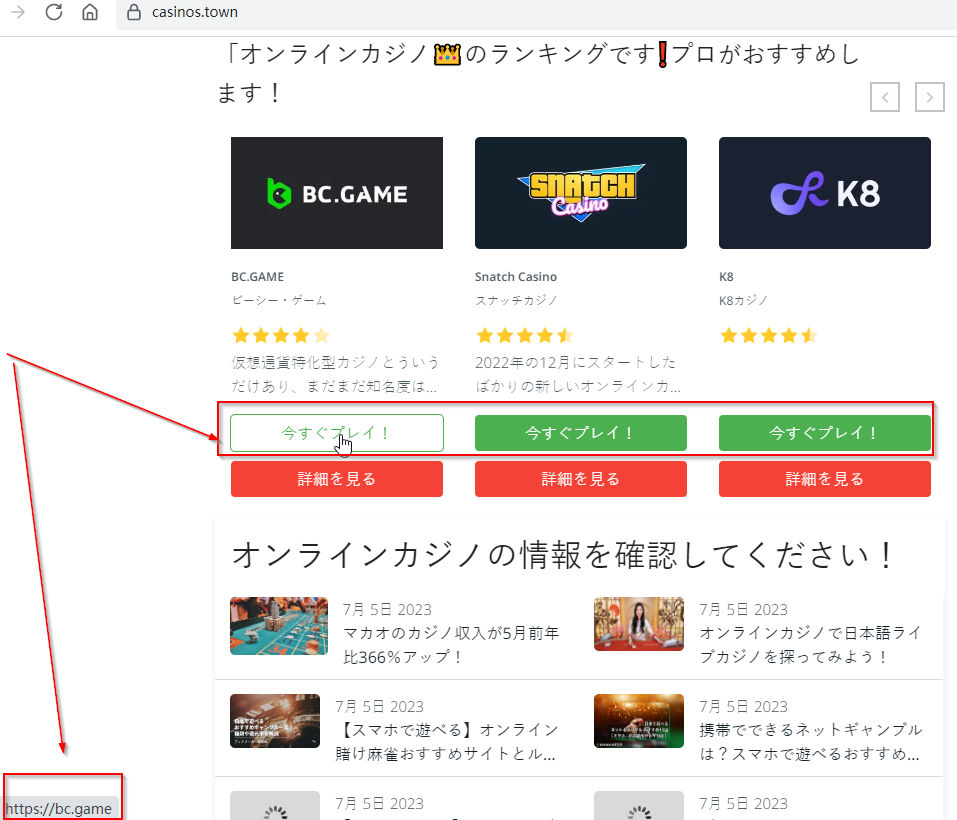 casinos.town
「オンラインカジノ👑のランキングです❗プロがおすすめし
ます！
BC.GAME
SNATCH
Casino
K8
BC.GAME
Snatch Casino
K8
ビーシー・ゲーム
スナッチカジノ
K8カジノ
仮想通貨特化型カジノとういう
だけあり、まだまだ知名度は...
2022年の12月にスタートした
ばかりの新しいオンラインカ...
今すぐプレイ！
今すぐプレイ！
今すぐプレイ！
詳細を見る
詳細を見る
詳細を見る
オンラインカジノの情報を確認してください！
7月 5日 2023
マカオのカジノ収入が5月前年
比366％アップ！
7月 5日 2023
オンラインカジノで日本語ライ
ブカジノを探ってみよう！
7月 5日 2023
【スマホで遊べる】オンライン
賭け麻雀おすすめサイトとル...
7月 5日 2023
携帯でできるネットギャンブル
は？スマホで遊べるおすすめ...
7月 5日 2023
7月 5日 2023
https://bc.game